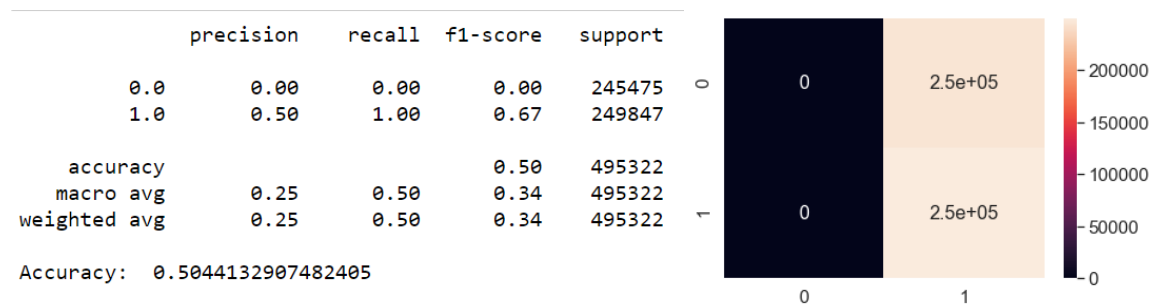 precision recall f1-score support
0.0 0.00 0.00 0.00 245475
1.0 0.50 1.00 0.67 249847
accuracy 0.50 495322
macro avg 0.25 0.50 0.34 495322
weighted avg 0.25 0.50 0.34 495322
Accuracy: 0.5044132907482405
0 0 2.5e+05
1 0 2.5e+05
0 1
200000
150000
100000
50000
0